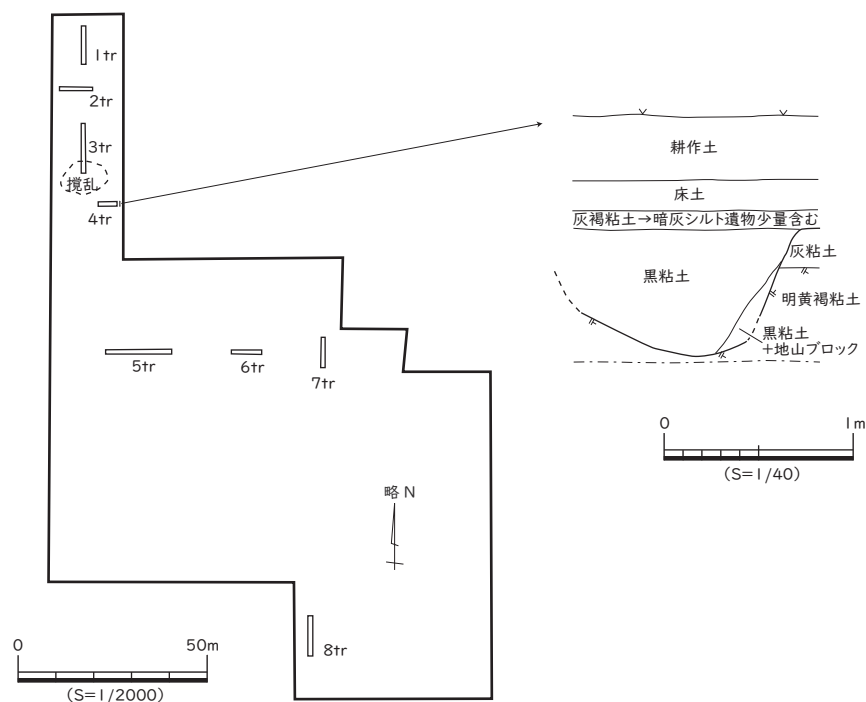 1tr
2tr
3tr
撹乱
4tr
5tr
6tr
7tr
8tr
略N
0 50m
(S=1/2000)
耕作土
床土
灰褐粘土→暗灰シルト遺物少量含む
灰粘土
黒粘土
明黄褐粘土
黒粘土
+地山ブロック
0 1m
(S=1/40)